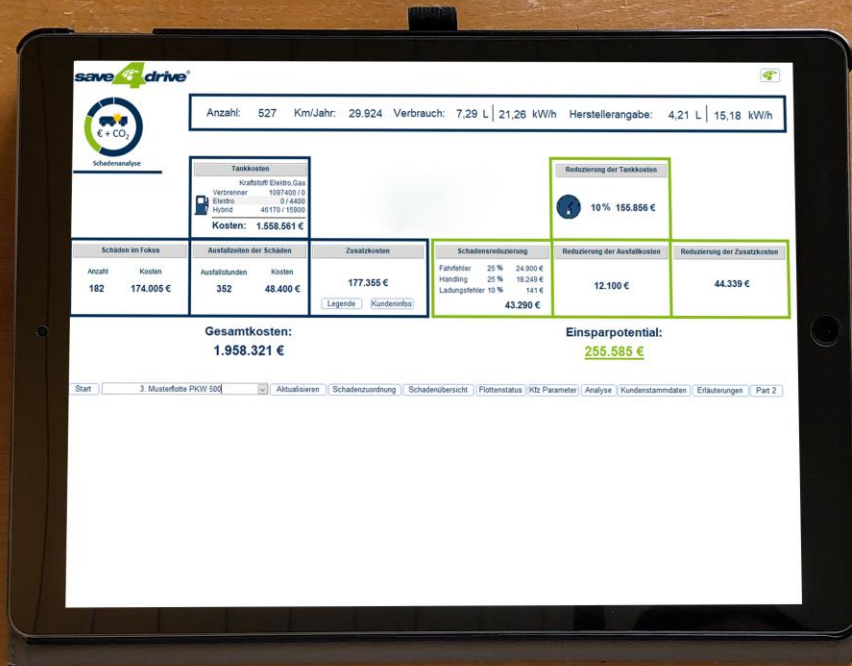 save4drive®
Anzahl: 527 Km/Jahr: 29.924 Verbrauch: 7,29 L | 21,26 kW/h Herstellerangabe: 4,21 L | 15,18 kW/h
€ + CO2
Schadenanalyse
Tankkosten
Kraftstoff/ Elektro,Gas
Verbrenner 1097400 / 0
Elektro 0 / 4400
Hybrid 46170 / 15900
Kosten: 1.558.561 €
Reduzierung der Tankkosten
10 % 155.856 €
Schäden im Fokus
Anzahl Kosten
182 174.005 €
Ausfallzeiten der Schäden
Ausfallstunden Kosten
352 48.400 €
Zusatzkosten
177.355 €
Legende Kundeninfos
Schadensreduzierung
Fahrfehler 25 % 24.900 €
Handling 25 % 18.249 €
Ladungsfehler 10 % 141 €
43.290 €
Reduzierung der Ausfallkosten
12.100 €
Reduzierung der Zusatzkosten
44.339 €
Gesamtkosten:
1.958.321 €
Einsparpotential:
255.585 €
Start 3. Musterflotte PKW 500 Aktualisieren Schadenzuordnung Schadenübersicht Flottenstatus Kfz Parameter Analyse Kundenstammdaten Erläuterungen Part 2